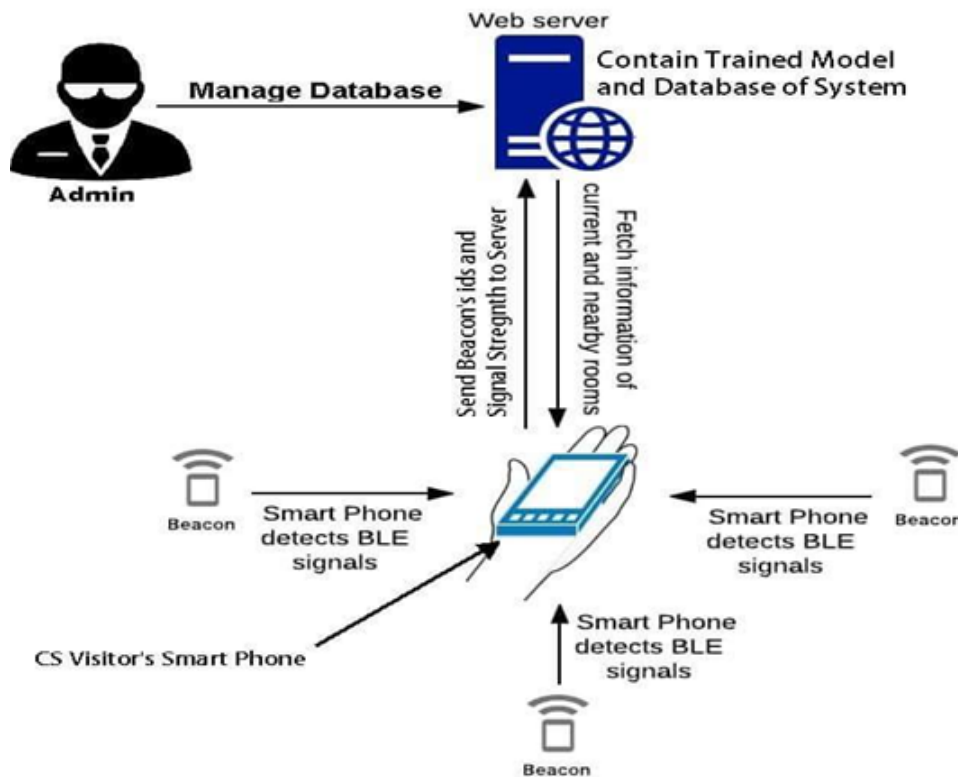 Web server
Contain Trained Model
and Database of System
Manage Database
Admin
Send Beacon's ids and
Signal Stregnth to Server
Fetch information of
current and nearby rooms
Beacon
Smart Phone
detects BLE
signals
Beacon
Smart Phone
detects BLE
signals
CS Visitor's Smart Phone
Smart Phone
detects BLE
signals
Beacon